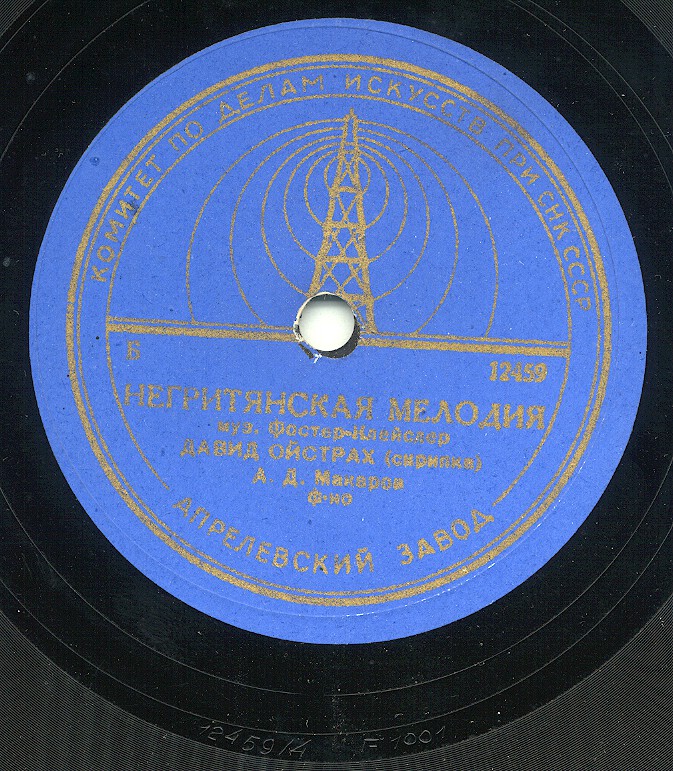 КОМИТЕТ ПО ДЕЛАМ ИСКУССТВ ПРИ СНК СССР
Б
12459
НЕГРИТЯНСКАЯ МЕЛОДИЯ
муз. Фостер-Клейслер
ДАВИД ОЙСТРАХ (скрипка)
А. Д. Макаров
ф-но
АПРЕЛЕВСКИЙ ЗАВОД
12459/4 F 1001